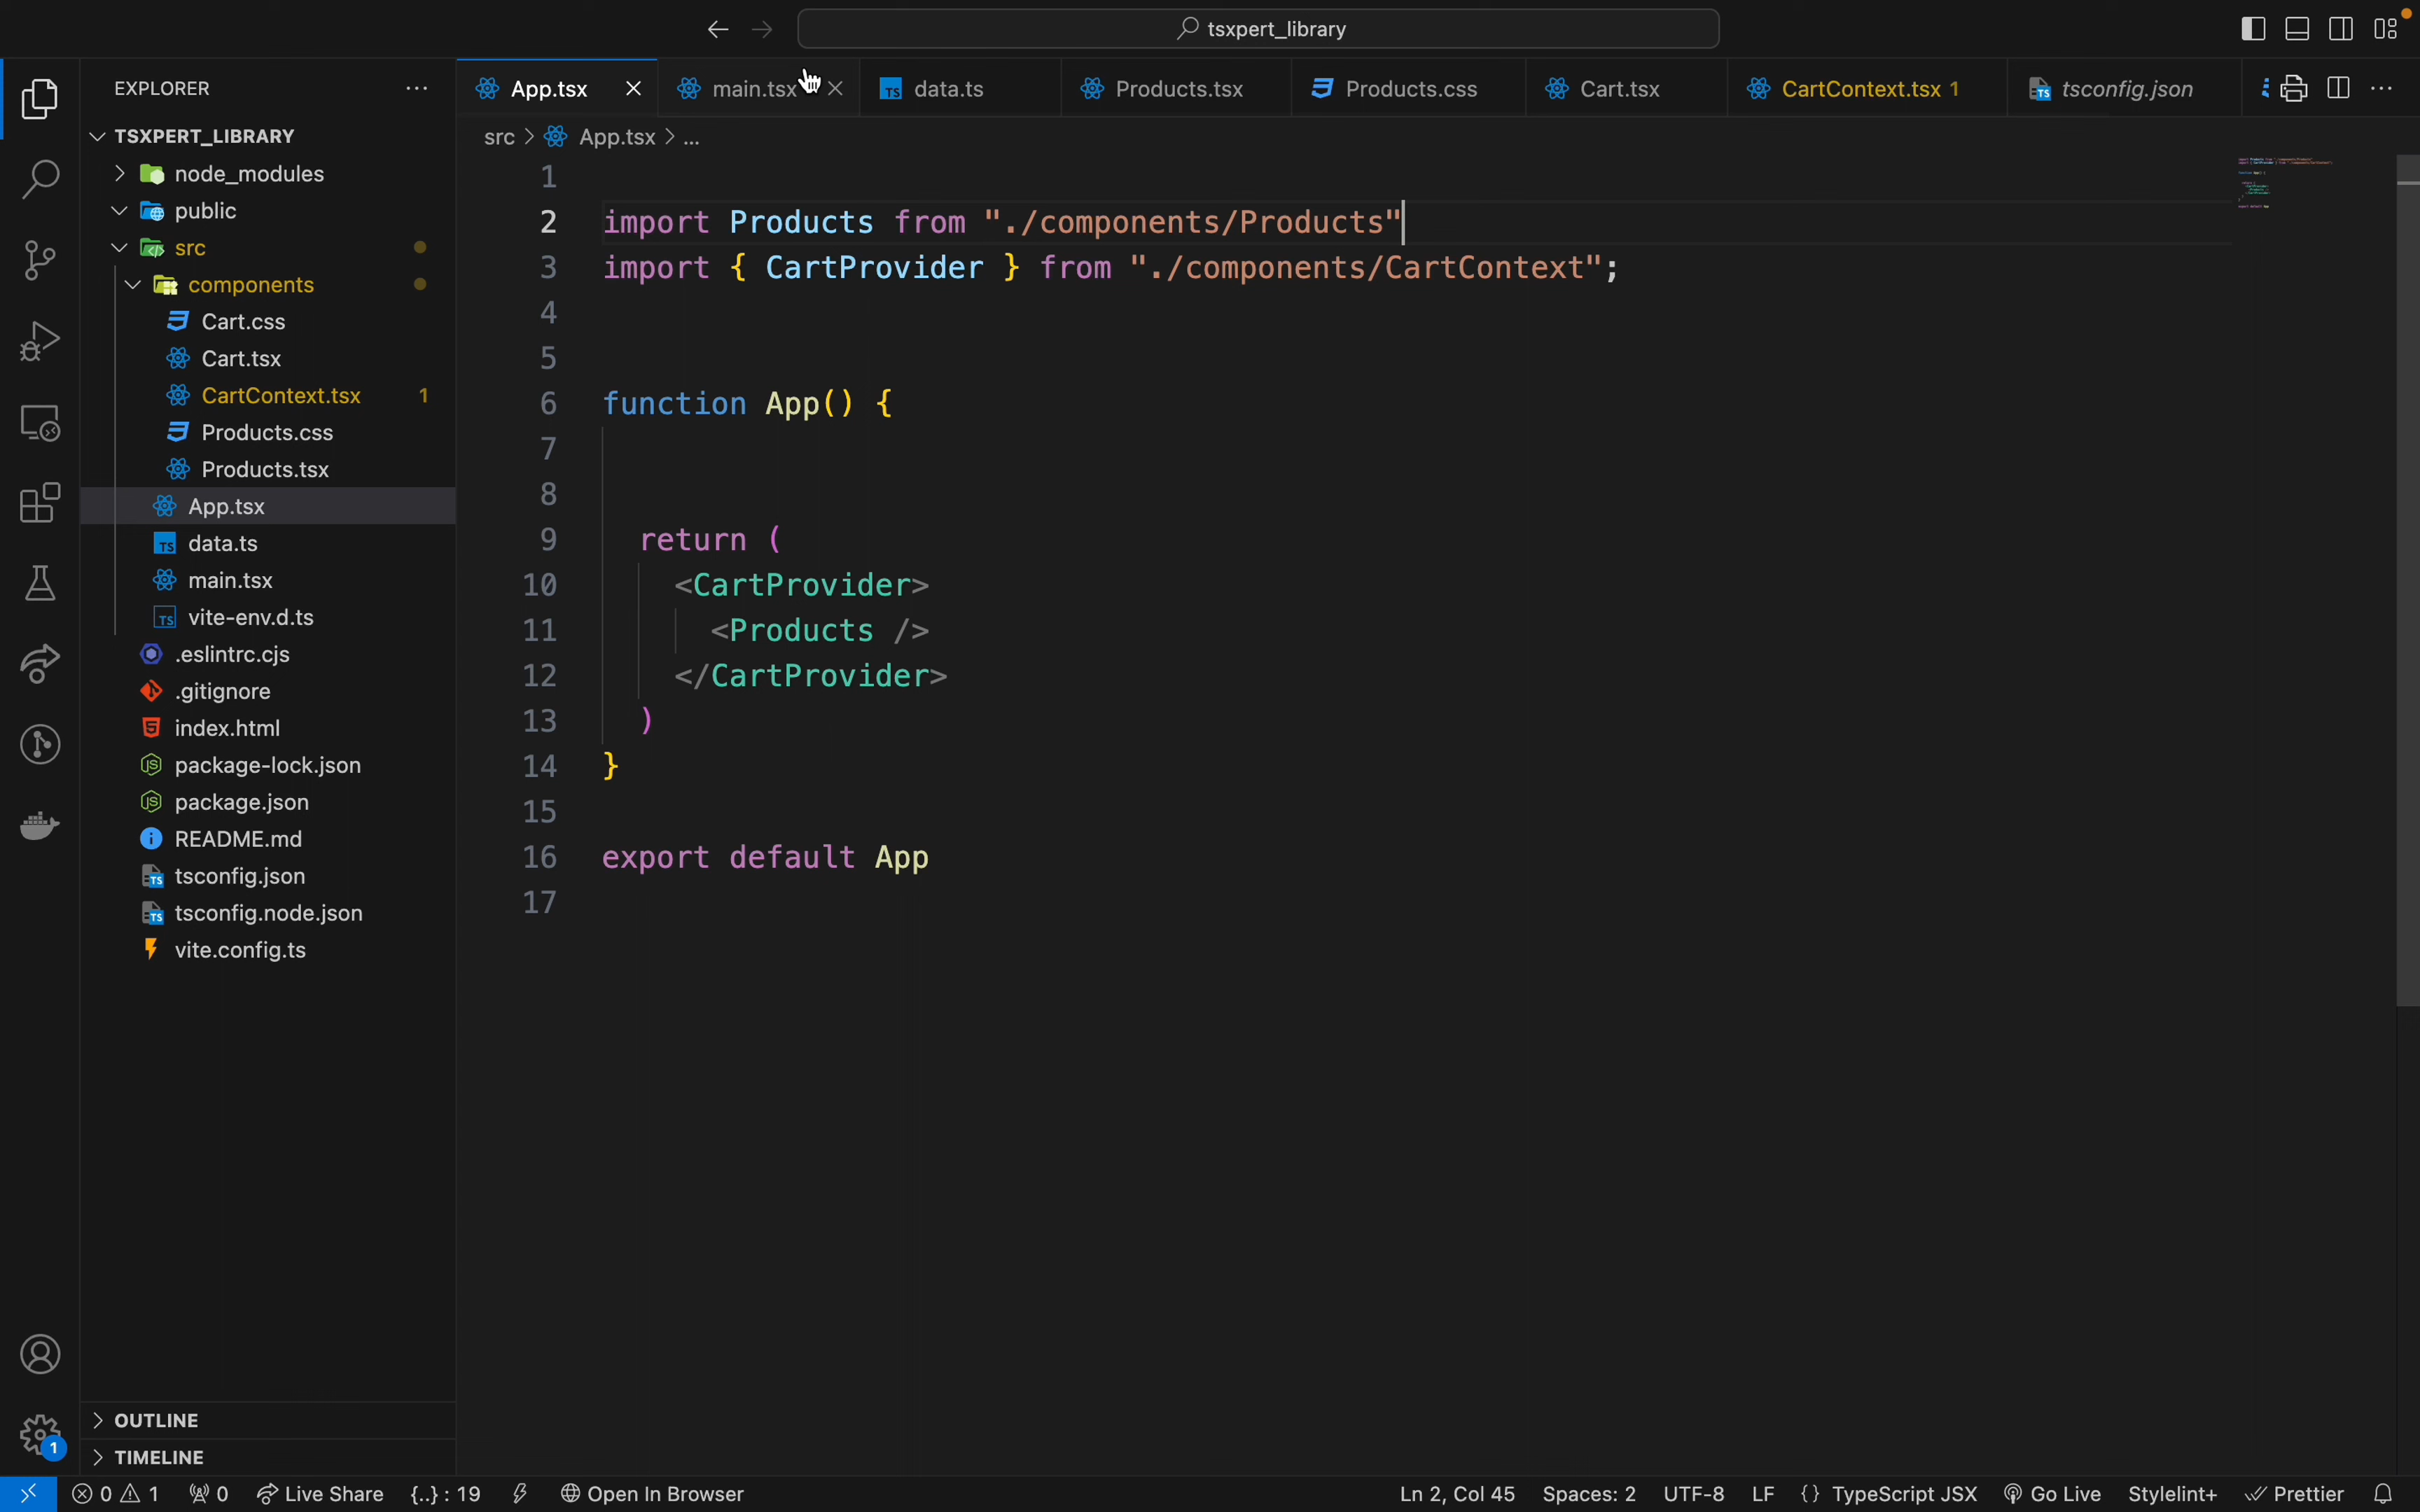 tsxpert_library
EXPLORER
TSXPERT_LIBRARY
node_modules
public
src
components
Cart.css
Cart.tsx
CartContext.tsx 1
Products.css
Products.tsx
App.tsx
data.ts
main.tsx
vite-env.d.ts
.eslintrc.cjs
.gitignore
index.html
package-lock.json
package.json
README.md
tsconfig.json
tsconfig.node.json
vite.config.ts
OUTLINE
TIMELINE
1
App.tsx main.tsx data.ts Products.tsx Products.css Cart.tsx CartContext.tsx 1 tsconfig.json
src > App.tsx > ...
1
2 import Products from "./components/Products"
3 import { CartProvider } from "./components/CartContext";
4
5
6 function App() {
7
8
9 return (
10 <CartProvider>
11 <Products />
12 </CartProvider>
13 )
14 }
15
16 export default App
17
0 1 0 Live Share {..} : 19 Open In Browser Ln 2, Col 45 Spaces: 2 UTF-8 LF {} TypeScript JSX Go Live Stylelint+ Prettier